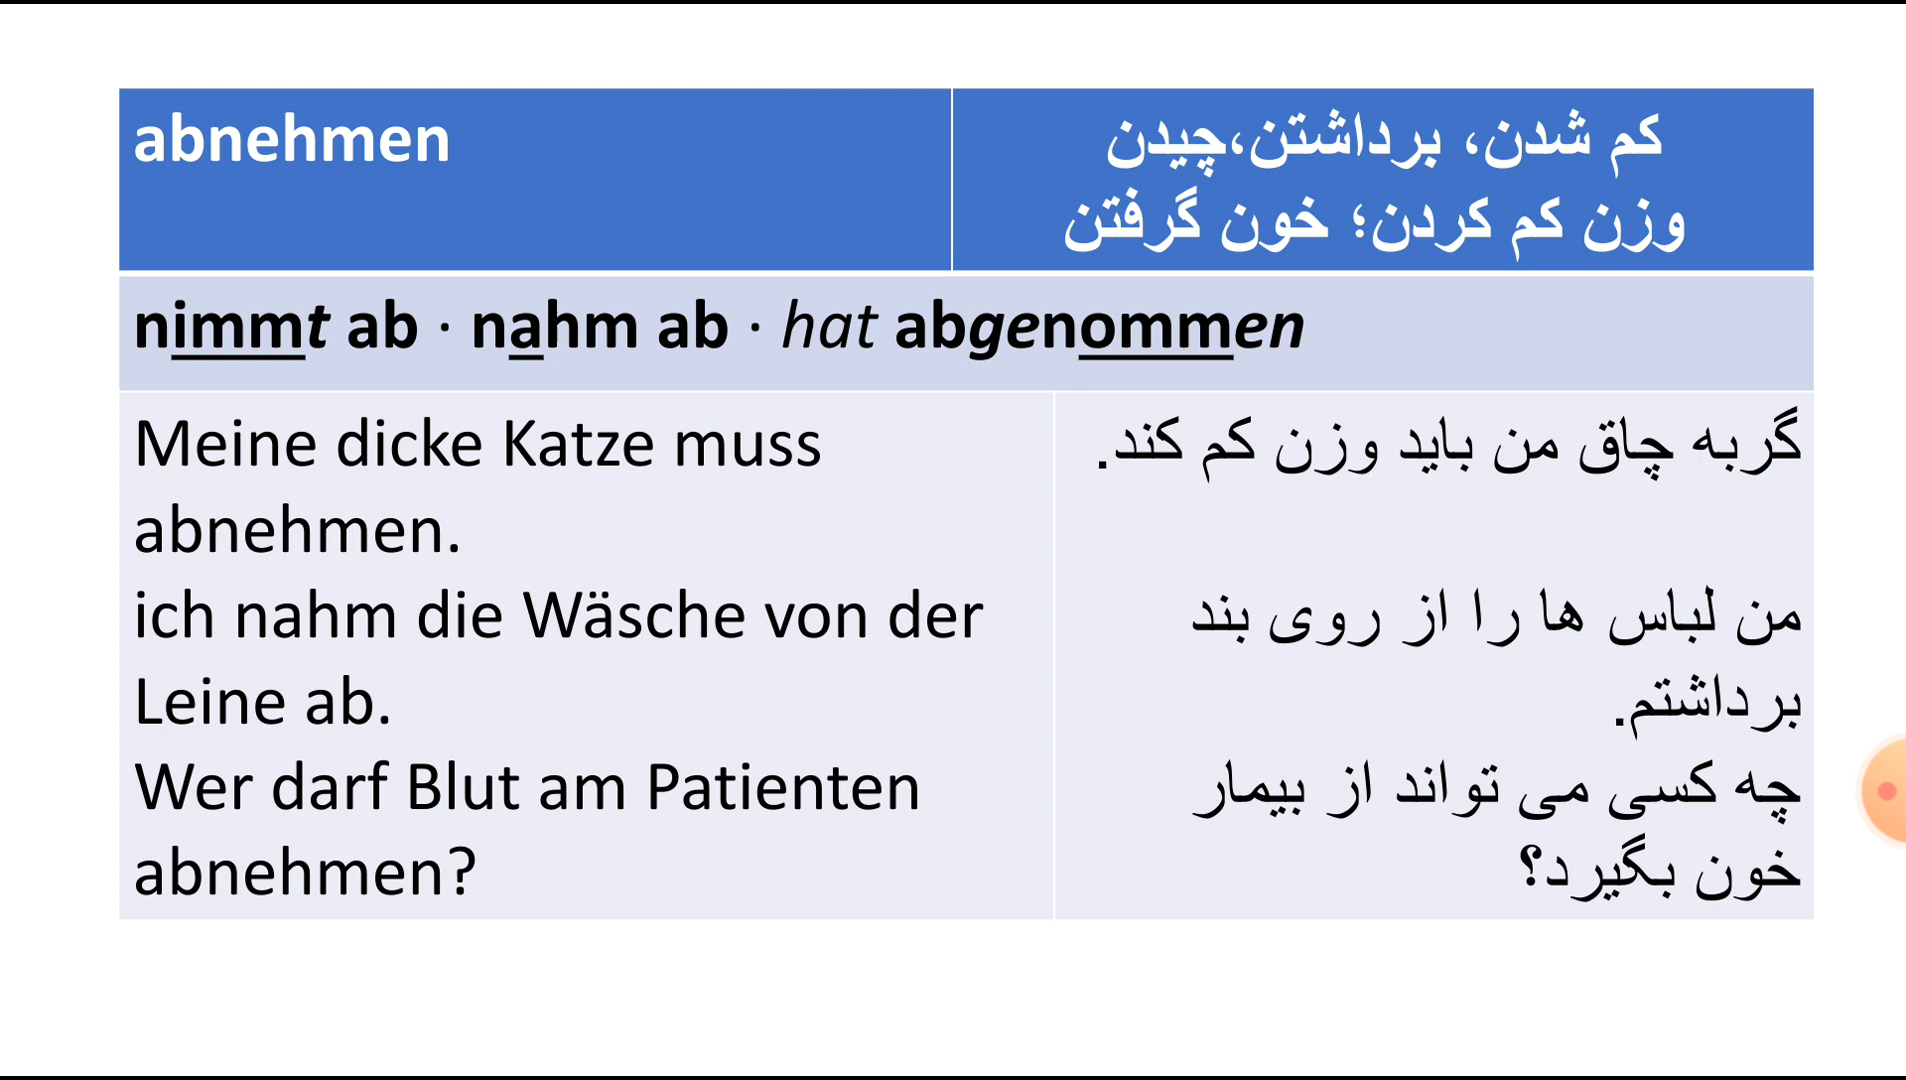 abnehmen
کم شدن، برداشتن،چیدن
وزن کم کردن؛ خون گرفتن
nimmt ab · nahm ab · hat abgenommen
Meine dicke Katze muss
abnehmen.
ich nahm die Wäsche von der
Leine ab.
Wer darf Blut am Patienten
abnehmen?
گربه چاق من باید وزن کم کند.
من لباس ها را از روی بند
برداشتم.
چه کسی می تواند از بیمار
خون بگیرد؟